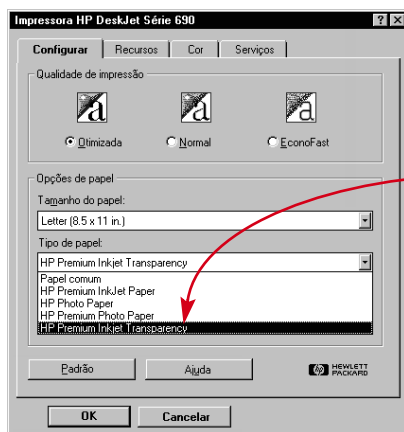 Impressora HP DeskJet Série 690
Configurar Recursos Cor Serviços
Qualidade de impressão
Otimizada Normal EconoFast
Opções de papel
Tamanho do papel:
Letter (8.5 x 11 in.)
Tipo de papel:
HP Premium Inkjet Transparency
Papel comum
HP Premium InkJet Paper
HP Photo Paper
HP Premium Photo Paper
HP Premium Inkjet Transparency
Padrão Ajuda hp HEWLETT
PACKARD
OK Cancelar